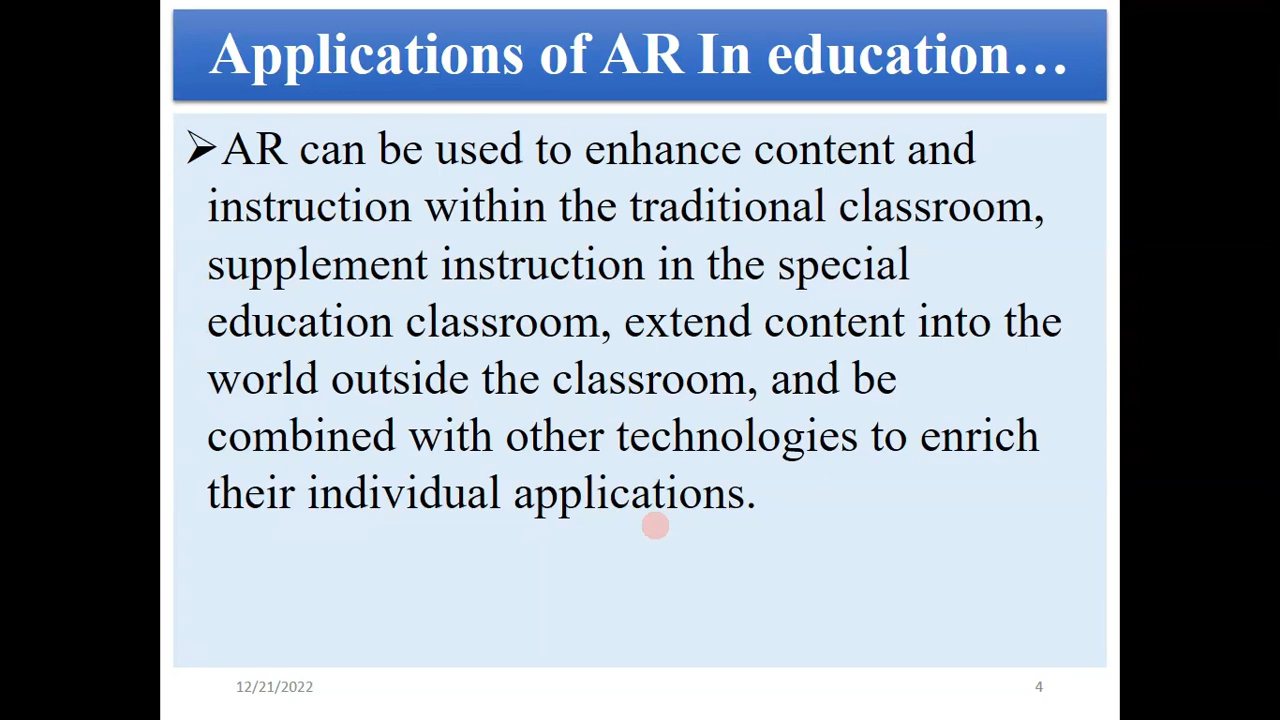 Applications of AR In education…
➢AR can be used to enhance content and
instruction within the traditional classroom,
supplement instruction in the special
education classroom, extend content into the
world outside the classroom, and be
combined with other technologies to enrich
their individual applications.
12/21/2022
4